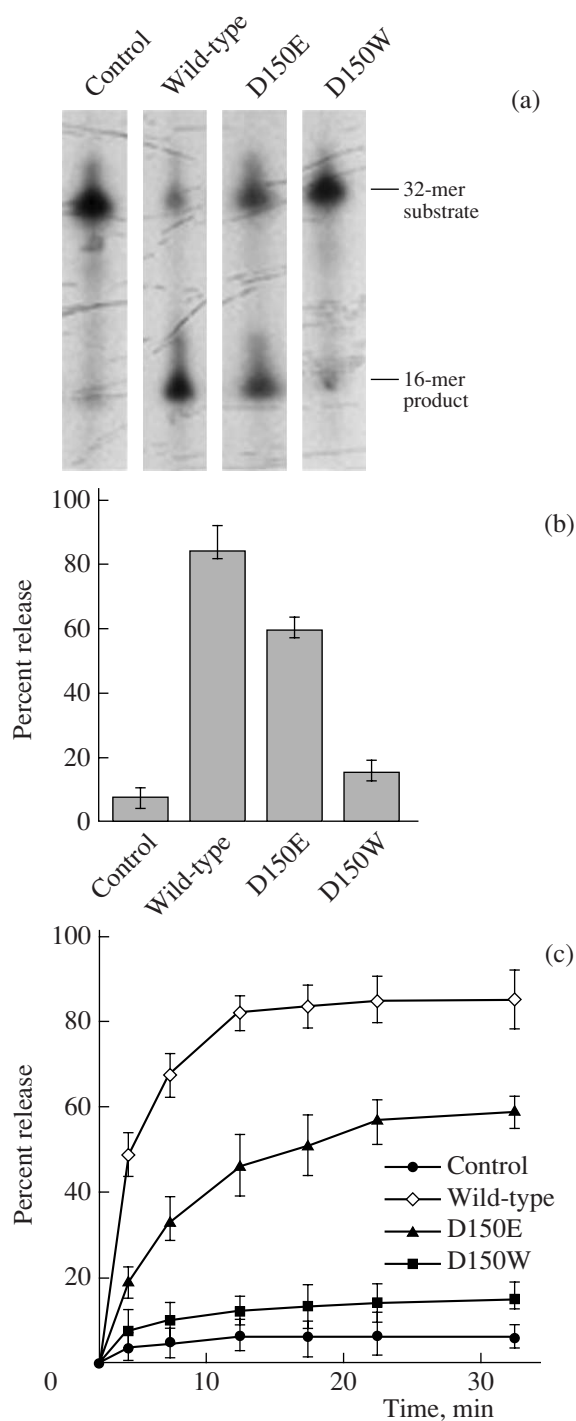 Control
Wild-type
D150E
D150W
(a)
32-mer
substrate
16-mer
product
(b)
Percent release
100
80
60
40
20
0
Control
Wild-type
D150E
D150W
(c)
Percent release
100
80
60
40
20
Control
Wild-type
D150E
D150W
0
10
20
30
Time, min